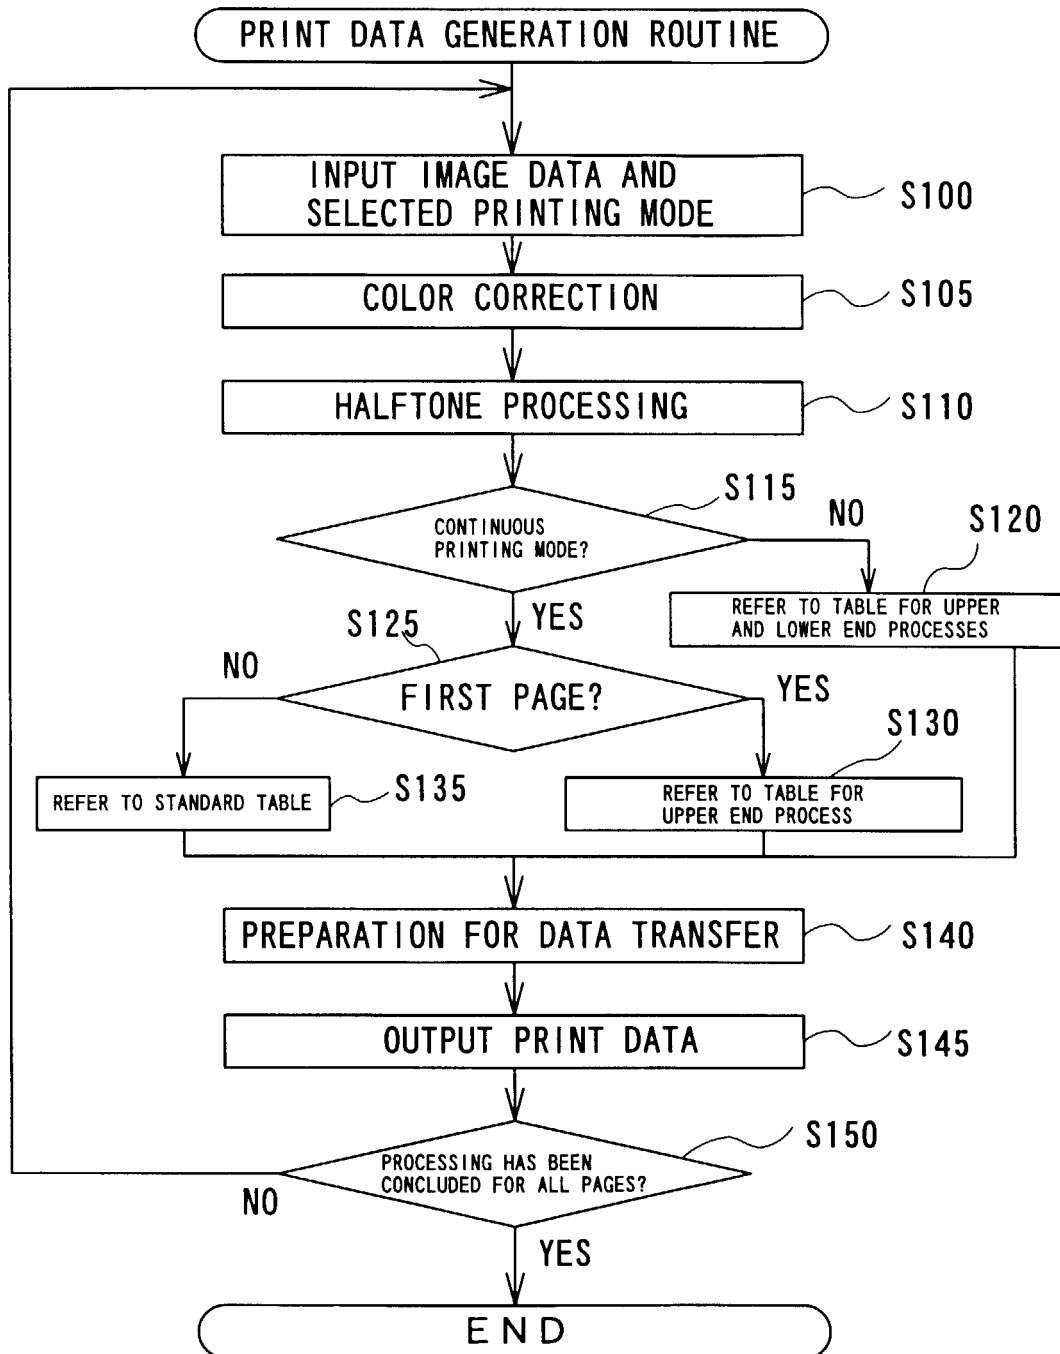 PRINT DATA GENERATION ROUTINE
INPUT IMAGE DATA AND
SELECTED PRINTING MODE
S100
COLOR CORRECTION
S105
HALFTONE PROCESSING
S110
S115
CONTINUOUS
PRINTING MODE?
NO
S120
REFER TO TABLE FOR UPPER
AND LOWER END PROCESSES
YES
S125
NO
FIRST PAGE?
YES
S130
REFER TO STANDARD TABLE
S135
REFER TO TABLE FOR
UPPER END PROCESS
PREPARATION FOR DATA TRANSFER
S140
OUTPUT PRINT DATA
S145
S150
PROCESSING HAS BEEN
CONCLUDED FOR ALL PAGES?
NO
YES
END